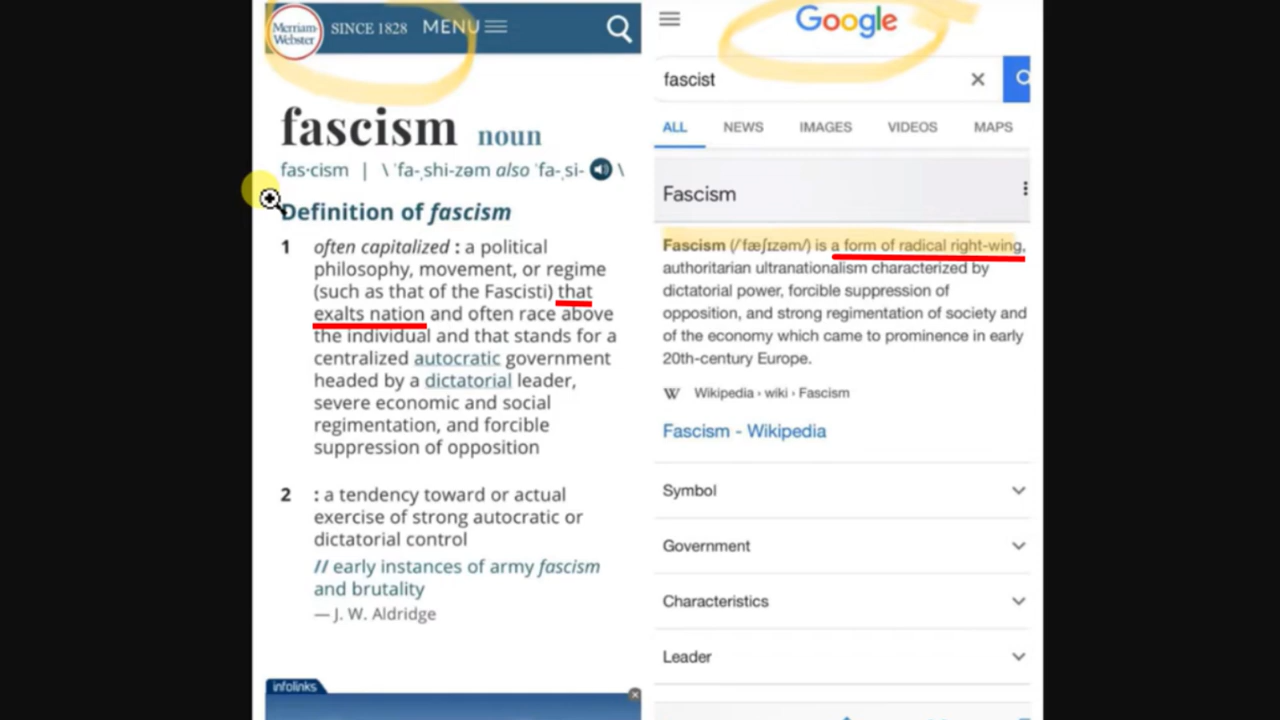 Merriam-
Webster
SINCE 1828
MENU
fascism noun
fas·cism | \ ˈfa-ˌshi-zəm also ˈfa-ˌsi- \
Definition of fascism
1 often capitalized : a political
philosophy, movement, or regime
(such as that of the Fascisti) that
exalts nation and often race above
the individual and that stands for a
centralized autocratic government
headed by a dictatorial leader,
severe economic and social
regimentation, and forcible
suppression of opposition
2 : a tendency toward or actual
exercise of strong autocratic or
dictatorial control
// early instances of army fascism
and brutality
— J. W. Aldridge
infolinks
Google
fascist
ALL NEWS IMAGES VIDEOS MAPS
Fascism
Fascism (/ˈfæʃɪzəm/) is a form of radical right-wing,
authoritarian ultranationalism characterized by
dictatorial power, forcible suppression of
opposition, and strong regimentation of society and
of the economy which came to prominence in early
20th-century Europe.
W Wikipedia › wiki › Fascism
Fascism - Wikipedia
Symbol
Government
Characteristics
Leader